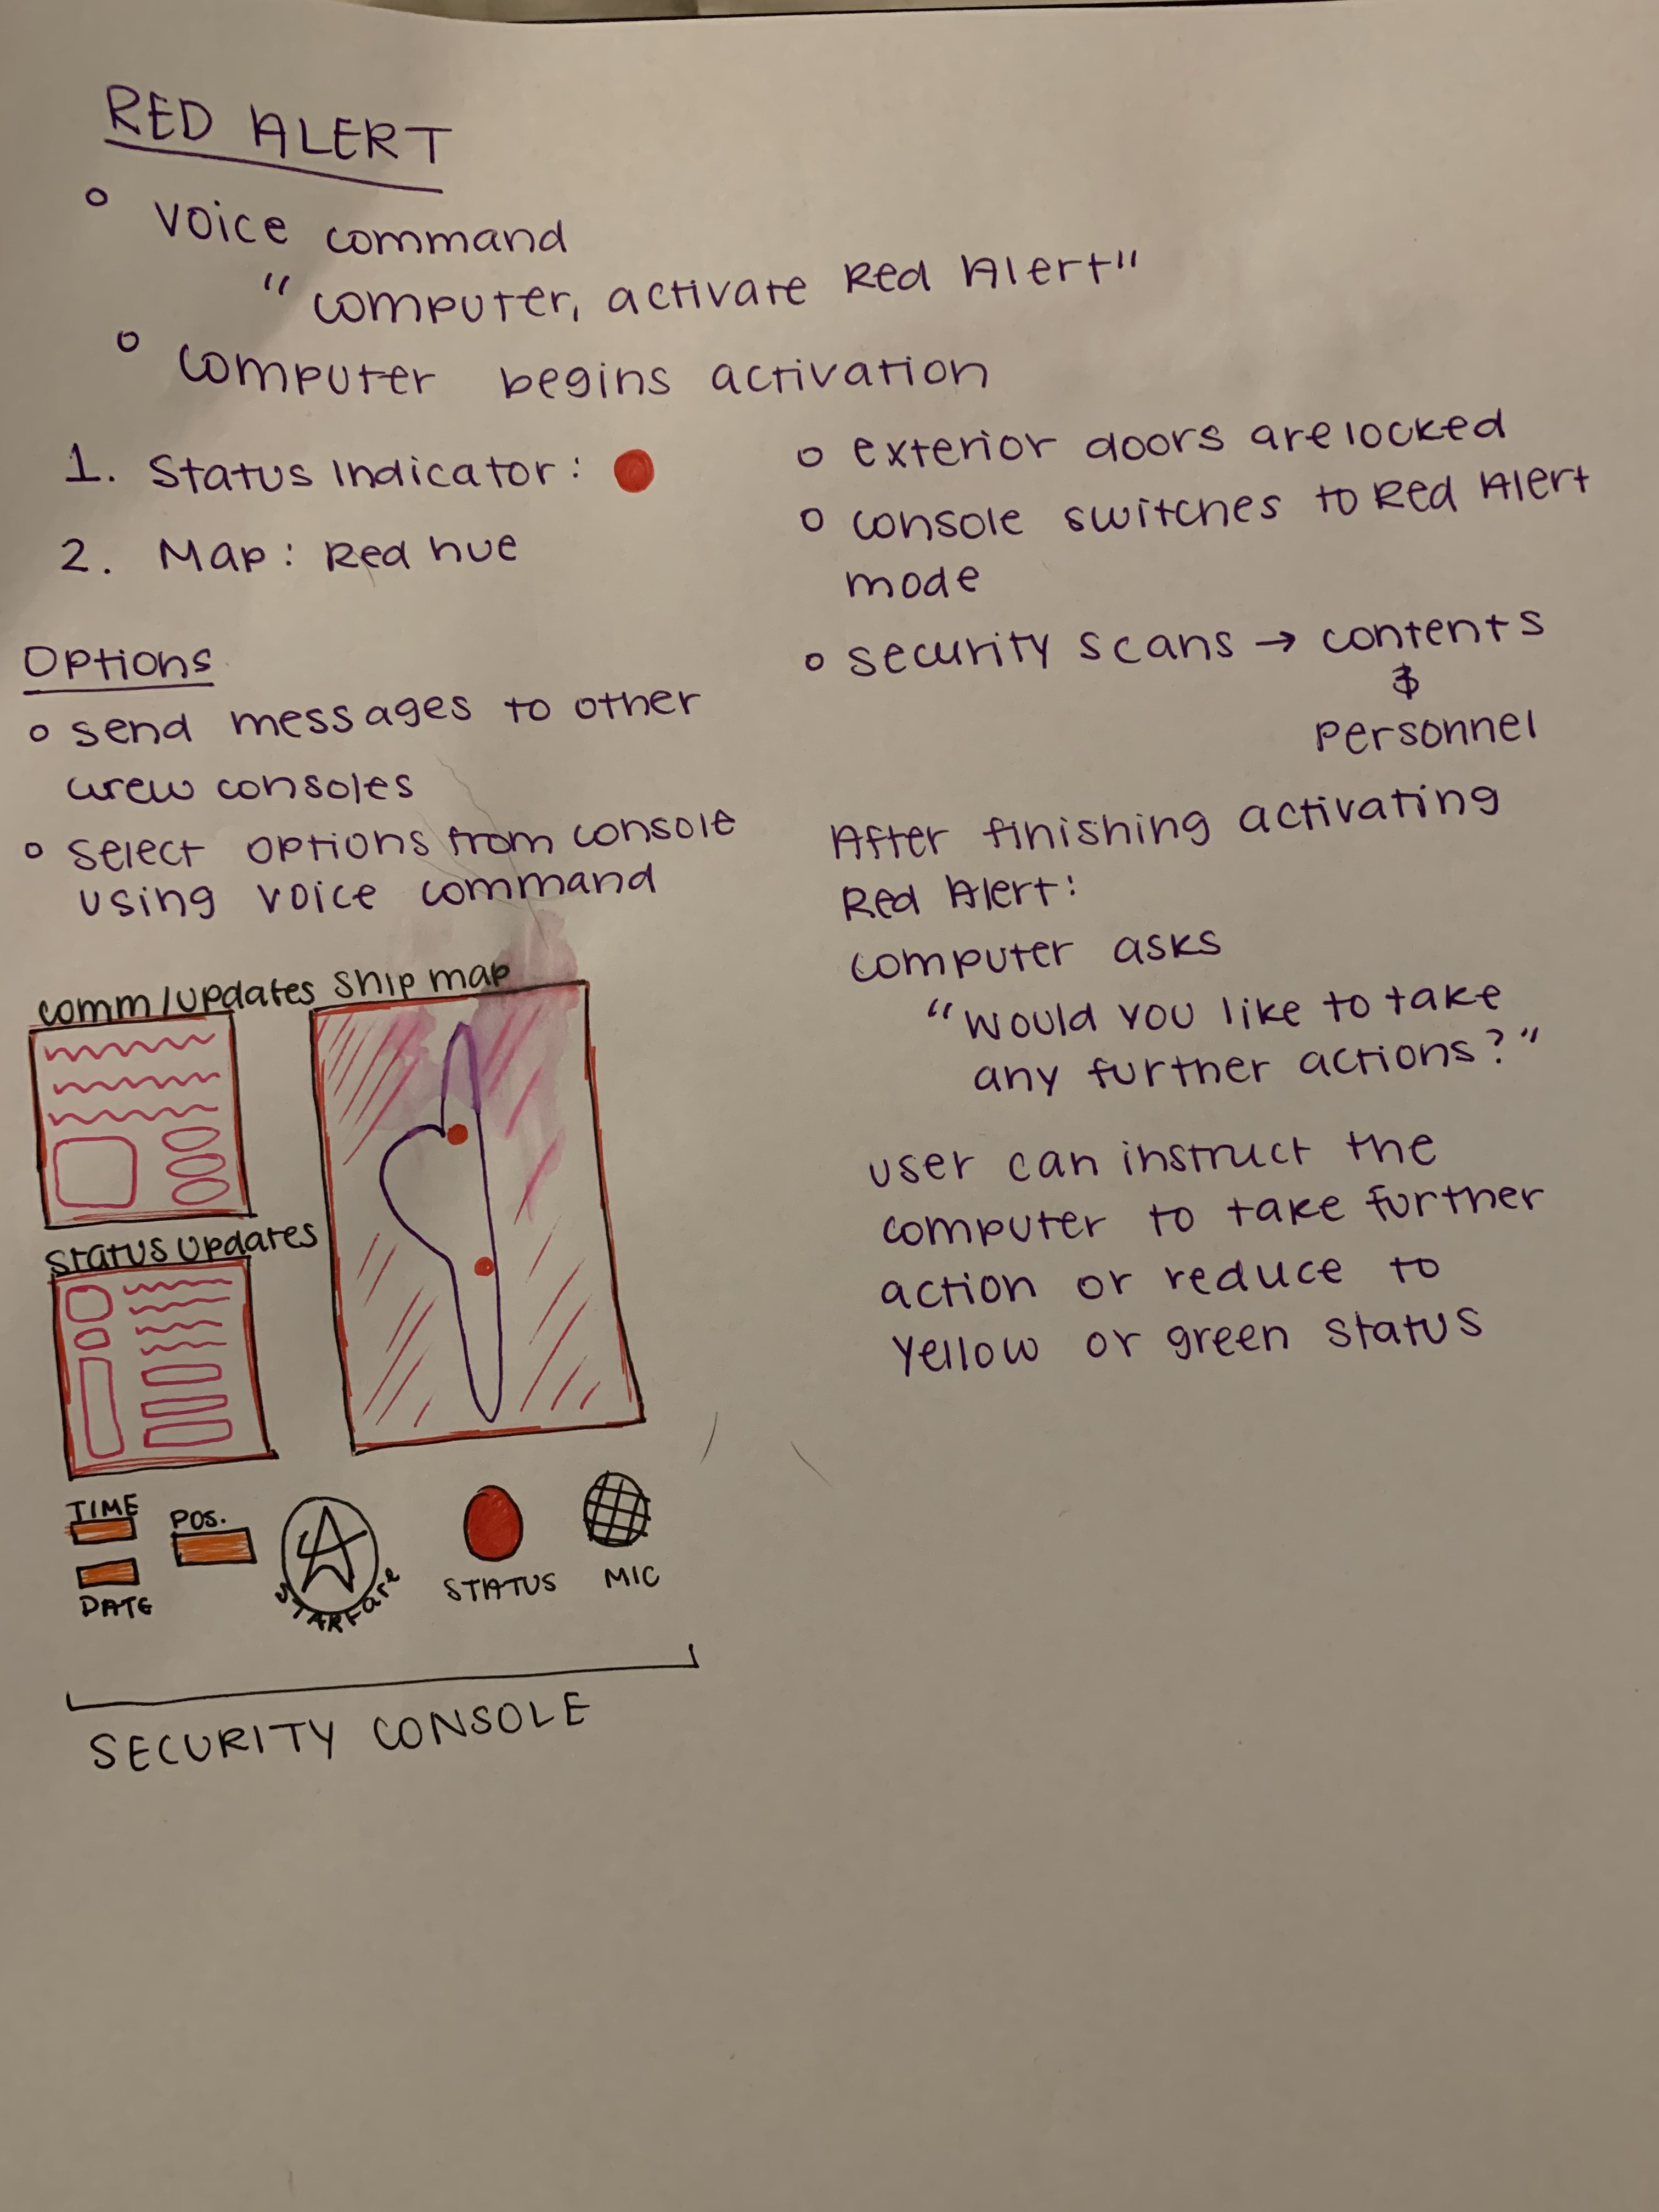 RED ALERT
° voice command
"computer, activate Red Alert"
° computer begins activation
1. Status Indicator:
2. Map: Red hue
Options
° send messages to other
crew consoles
° select options from console
using voice command
° exterior doors are locked
° console switches to Red Alert
mode
° security scans → contents
&
personnel
After finishing activating
Red Alert:
computer asks
"Would you like to take
any further actions?"
user can instruct the
computer to take further
action or reduce to
yellow or green status
comm/updates
ship map
status updates
TIME
DATE
POS.
A
STARFare
STATUS
MIC
SECURITY CONSOLE